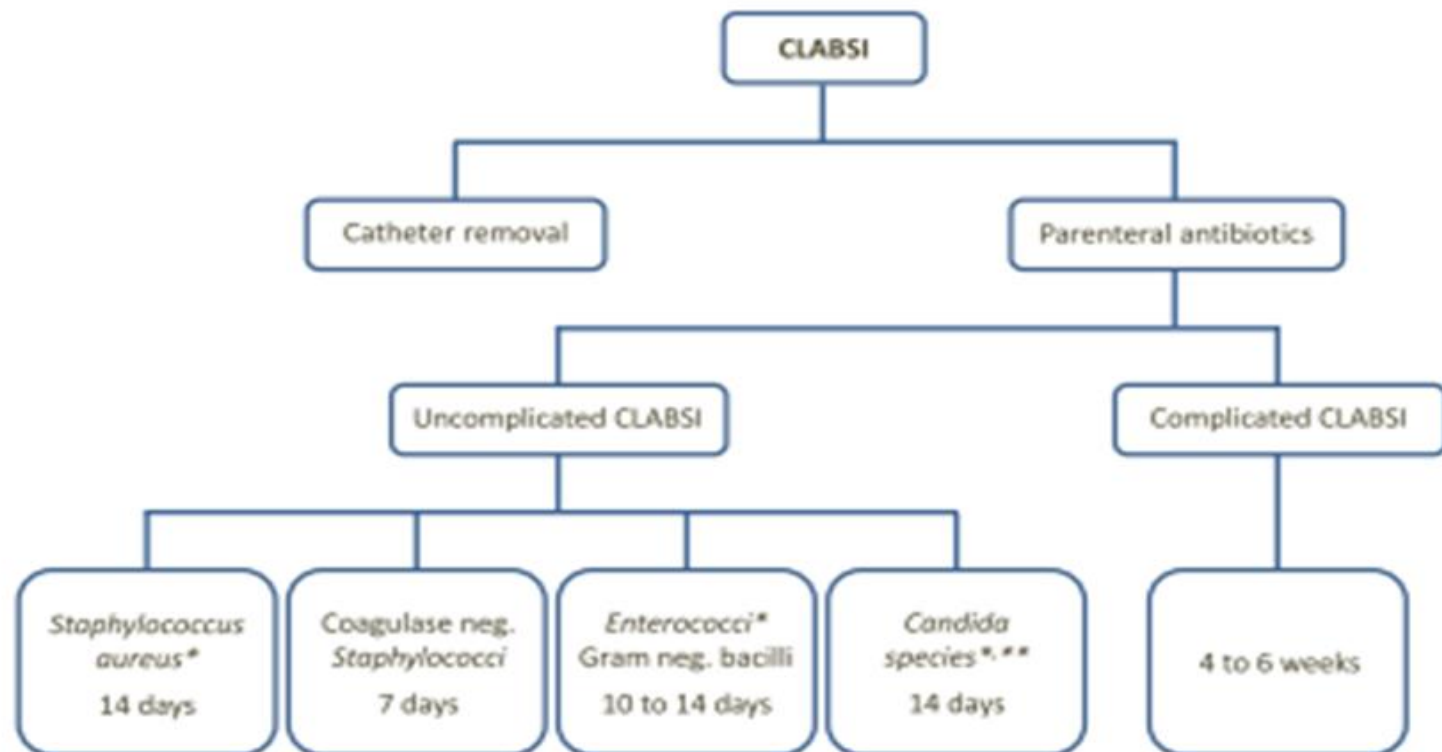 CLABSI
Catheter removal
Parenteral antibiotics
Uncomplicated CLABSI
Complicated CLABSI
Staphylococcus
aureus*
14 days
Coagulase neg.
Staphylococci
7 days
Enterococci*
Gram neg. bacilli
10 to 14 days
Candida
species*,**
14 days
4 to 6 weeks